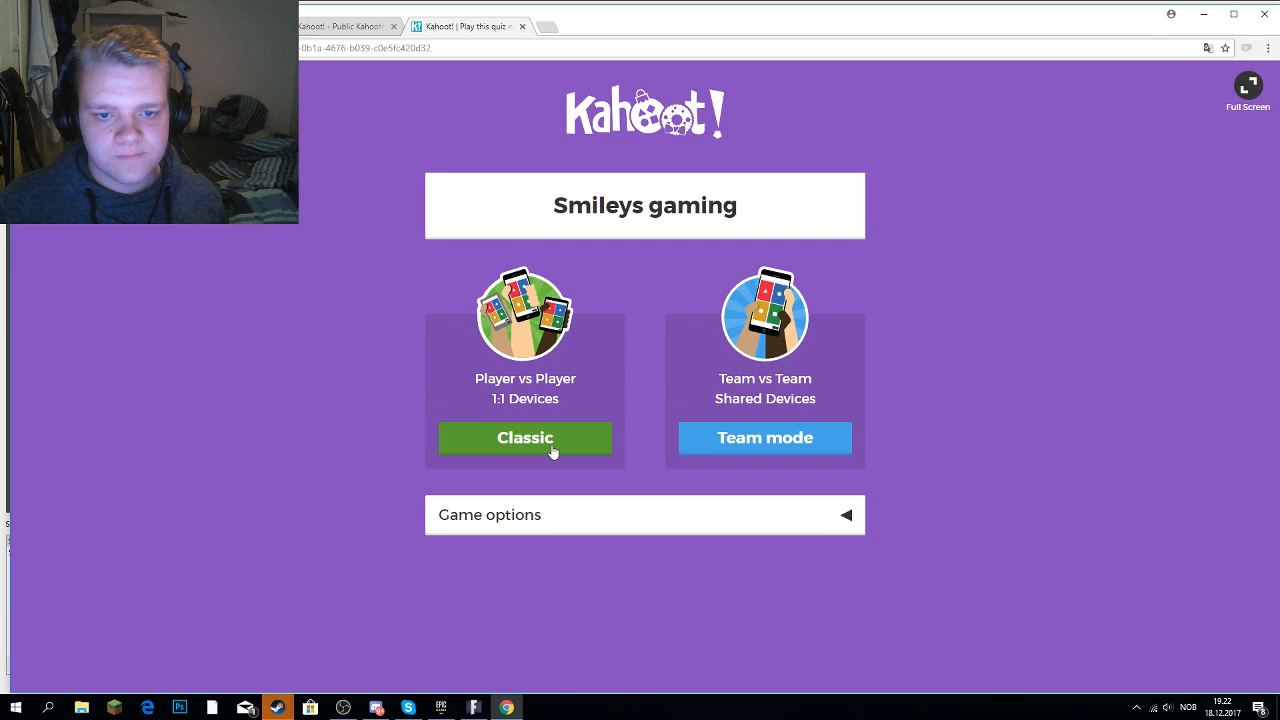 Kahoot! - Public Kahoots
Kahoot! | Play this quiz n
-0b1a-4676-b039-c0e5fc420d32
Kahoot!
Full Screen
Smileys gaming
Player vs Player
1:1 Devices
Classic
Team vs Team
Shared Devices
Team mode
Game options
NOB
19.22
18.12.2017